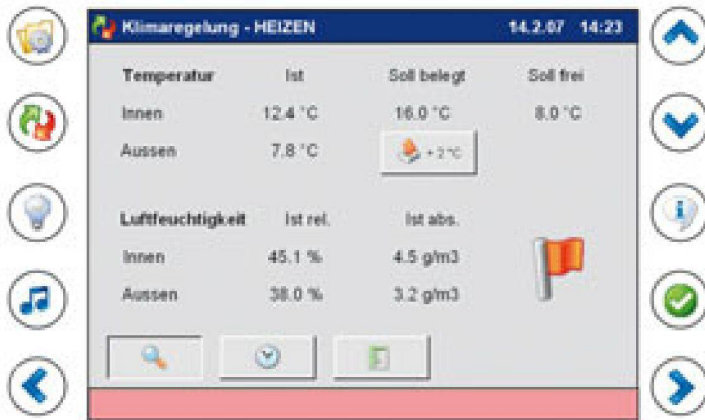 Klimaregelung - HEIZEN 14.2.07 14:23
Temperatur Ist Soll belegt Soll frei
Innen 12.4 °C 16.0 °C 8.0 °C
Aussen 7.8 °C + 2 °C
Luftfeuchtigkeit Ist rel. Ist abs.
Innen 45.1 % 4.5 g/m3
Aussen 38.0 % 3.2 g/m3